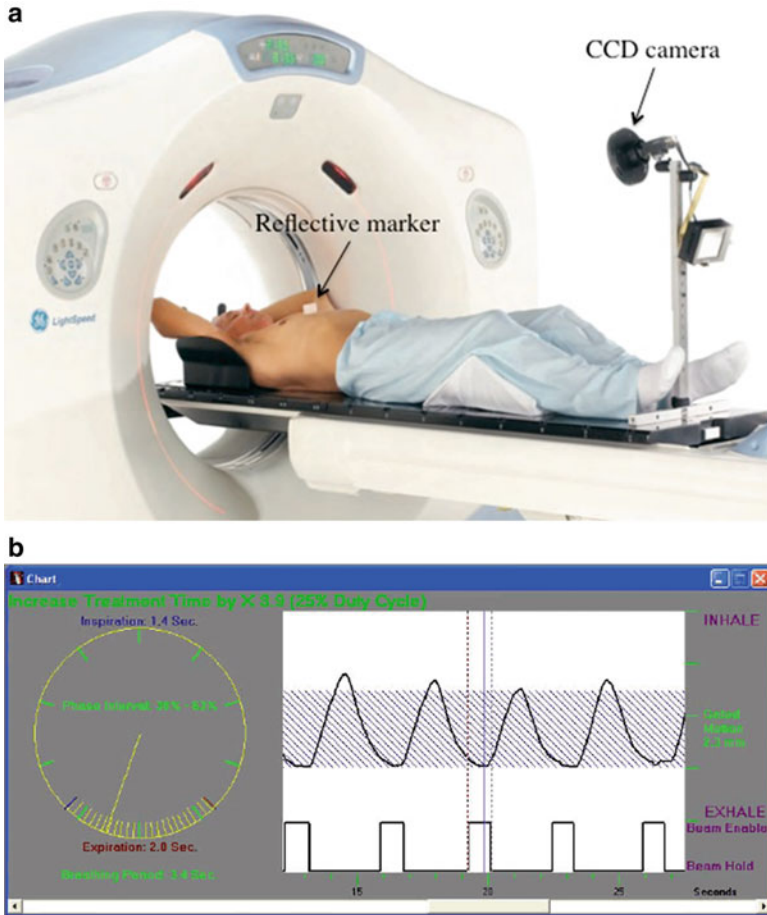 a
CCD camera
Reflective marker
GE LightSpeed
b
Chart
Increase Treatment Time by X 3.9 (25% Duty Cycle)
Inspiration: 1.4 Sec.
Phase Interval:
Expiration: 2.0 Sec.
Breathing Period: 3.4 Sec
INHALE
Gated
Motion
2.3 mm
EXHALE
Beam Enable
Beam Hold
15
20
25
Seconds